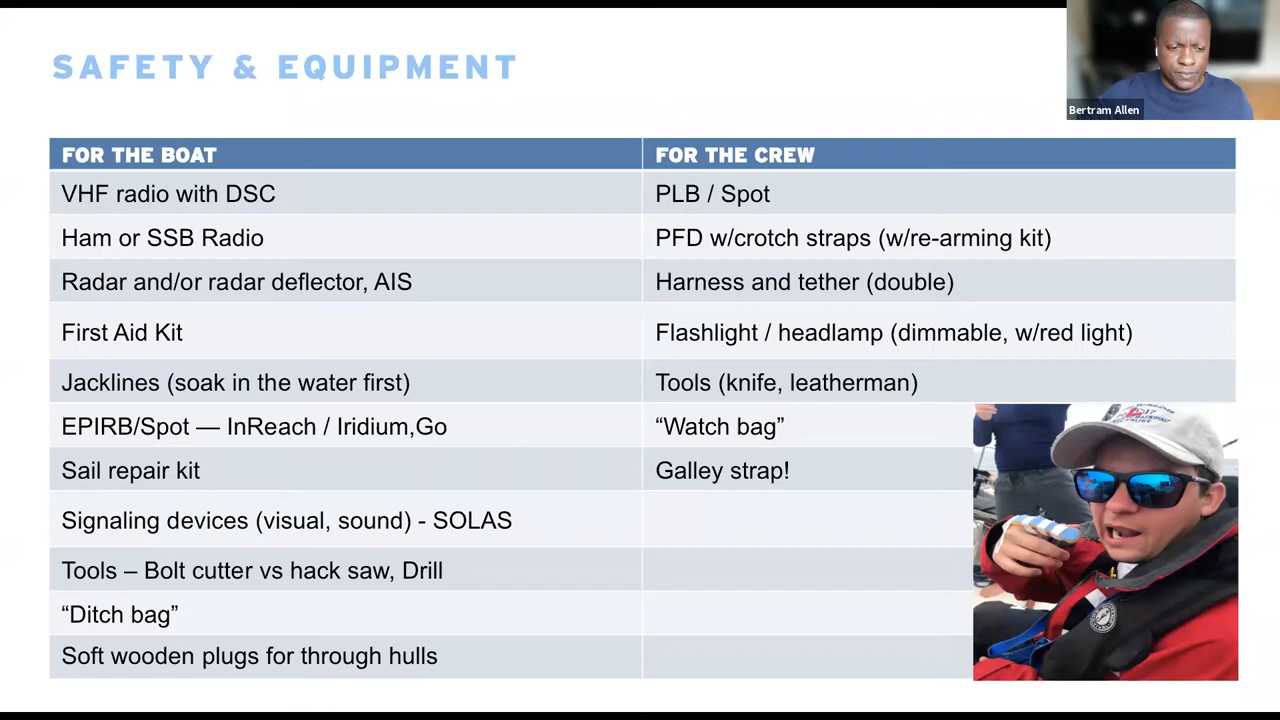 SAFETY & EQUIPMENT
Bertram Allen
FOR THE BOAT
FOR THE CREW
VHF radio with DSC
PLB / Spot
Ham or SSB Radio
PFD w/crotch straps (w/re-arming kit)
Radar and/or radar deflector, AIS
Harness and tether (double)
First Aid Kit
Flashlight / headlamp (dimmable, w/red light)
Jacklines (soak in the water first)
Tools (knife, leatherman)
EPIRB/Spot — InReach / Iridium,Go
“Watch bag”
Sail repair kit
Galley strap!
Signaling devices (visual, sound) - SOLAS
Tools – Bolt cutter vs hack saw, Drill
“Ditch bag”
Soft wooden plugs for through hulls